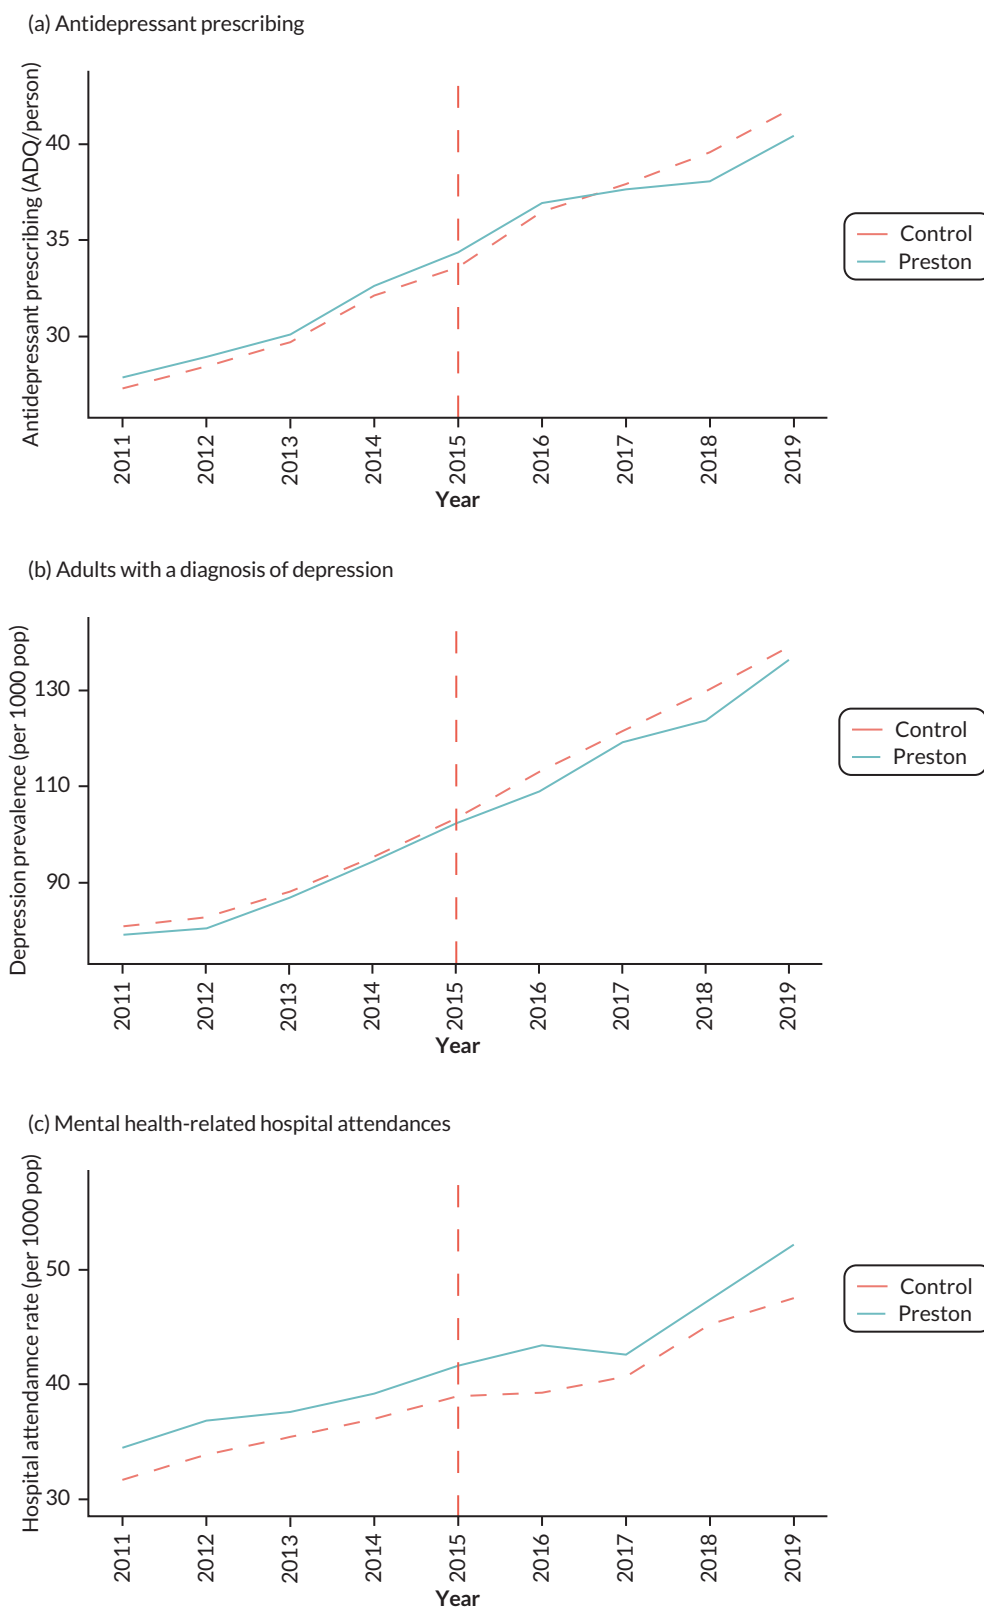 (a) Antidepressant prescribing
Antidepressant prescribing (ADQ/person)
40
35
30
2011
2012
2013
2014
2015
2016
2017
2018
2019
Year
Control
Preston
(b) Adults with a diagnosis of depression
Depression prevalence (per 1000 pop)
130
110
90
2011
2012
2013
2014
2015
2016
2017
2018
2019
Year
Control
Preston
(c) Mental health-related hospital attendances
Hospital attendannce rate (per 1000 pop)
50
40
30
2011
2012
2013
2014
2015
2016
2017
2018
2019
Year
Control
Preston